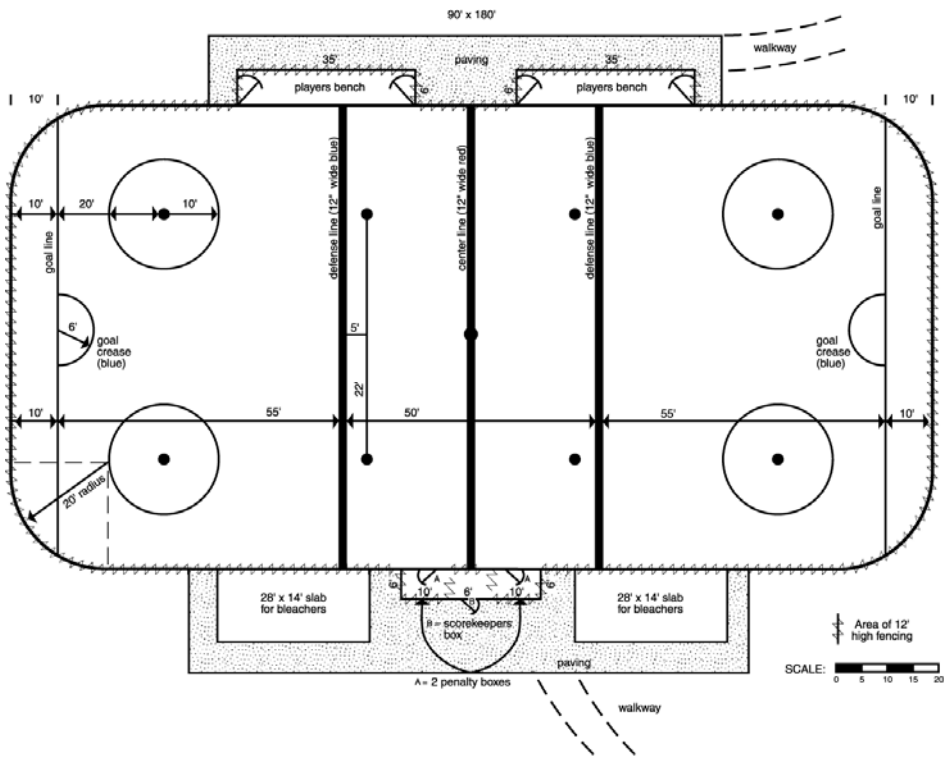 90' x 180'
walkway
35'
paving
35'
players bench
6'
6'
players bench
10'
10'
defense line (12" wide blue)
center line (12" wide red)
defense line (12" wide blue)
10'
20'
10'
goal line
goal line
6'
goal
crease
(blue)
5'
goal
crease
(blue)
22'
10'
55'
50'
55'
10'
20' radius
6'
A
A
6'
10'
6'
10'
B
28' x 14' slab
for bleachers
B = scorekeepers
box
28' x 14' slab
for bleachers
Area of 12'
high fencing
paving
SCALE:
0 5 10 15 20
A = 2 penalty boxes
walkway